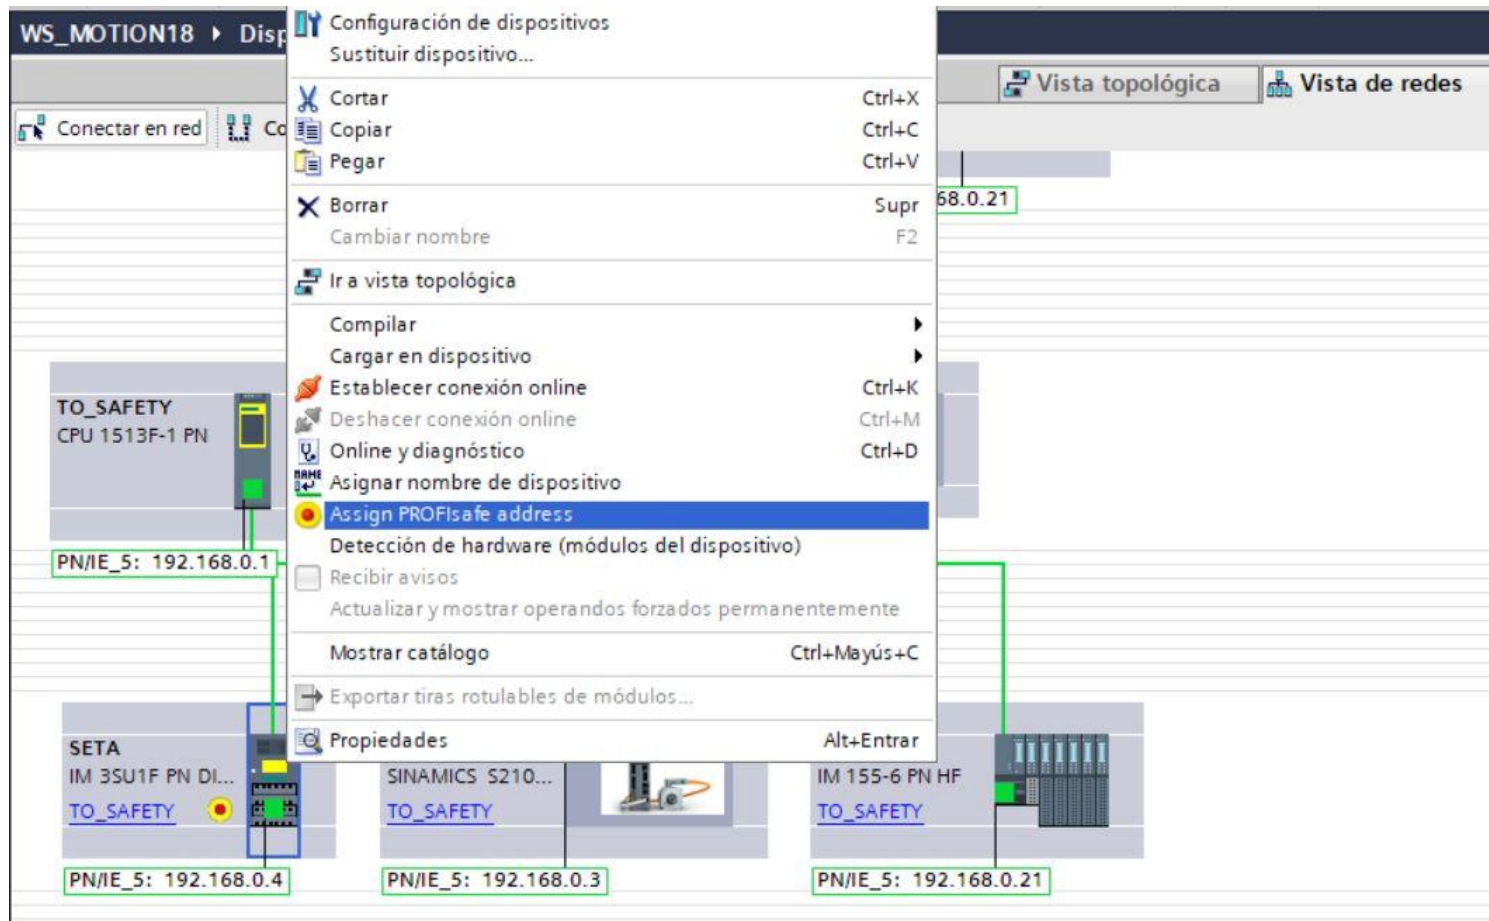 WS_MOTION18 ▸ Disp
Configuración de dispositivos
Sustituir dispositivo...
Vista topológica
Vista de redes
Cortar Ctrl+X
Conectar en red
Co
Copiar Ctrl+C
Pegar Ctrl+V
Borrar Supr
68.0.21
Cambiar nombre F2
Ir a vista topológica
Compilar
Cargar en dispositivo
Establecer conexión online Ctrl+K
Deshacer conexión online Ctrl+M
Online y diagnóstico Ctrl+D
NAME
Asignar nombre de dispositivo
Assign PROFIsafe address
Detección de hardware (módulos del dispositivo)
Recibir avisos
Actualizar y mostrar operandos forzados permanentemente
Mostrar catálogo Ctrl+Mayús+C
Exportar tiras rotulables de módulos...
Propiedades Alt+Entrar
TO_SAFETY
CPU 1513F-1 PN
PN/IE_5: 192.168.0.1
SETA
IM 3SU1F PN DI...
TO_SAFETY
PN/IE_5: 192.168.0.4
SINAMICS S210...
TO_SAFETY
PN/IE_5: 192.168.0.3
IM 155-6 PN HF
TO_SAFETY
PN/IE_5: 192.168.0.21